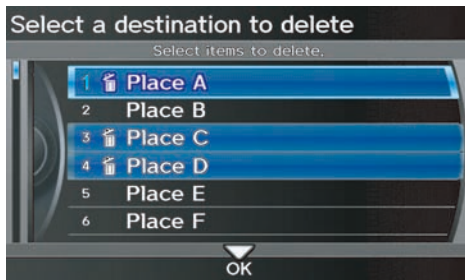 Select a destination to delete
Select items to delete.
1 Place A
2 Place B
3 Place C
4 Place D
5 Place E
6 Place F
OK